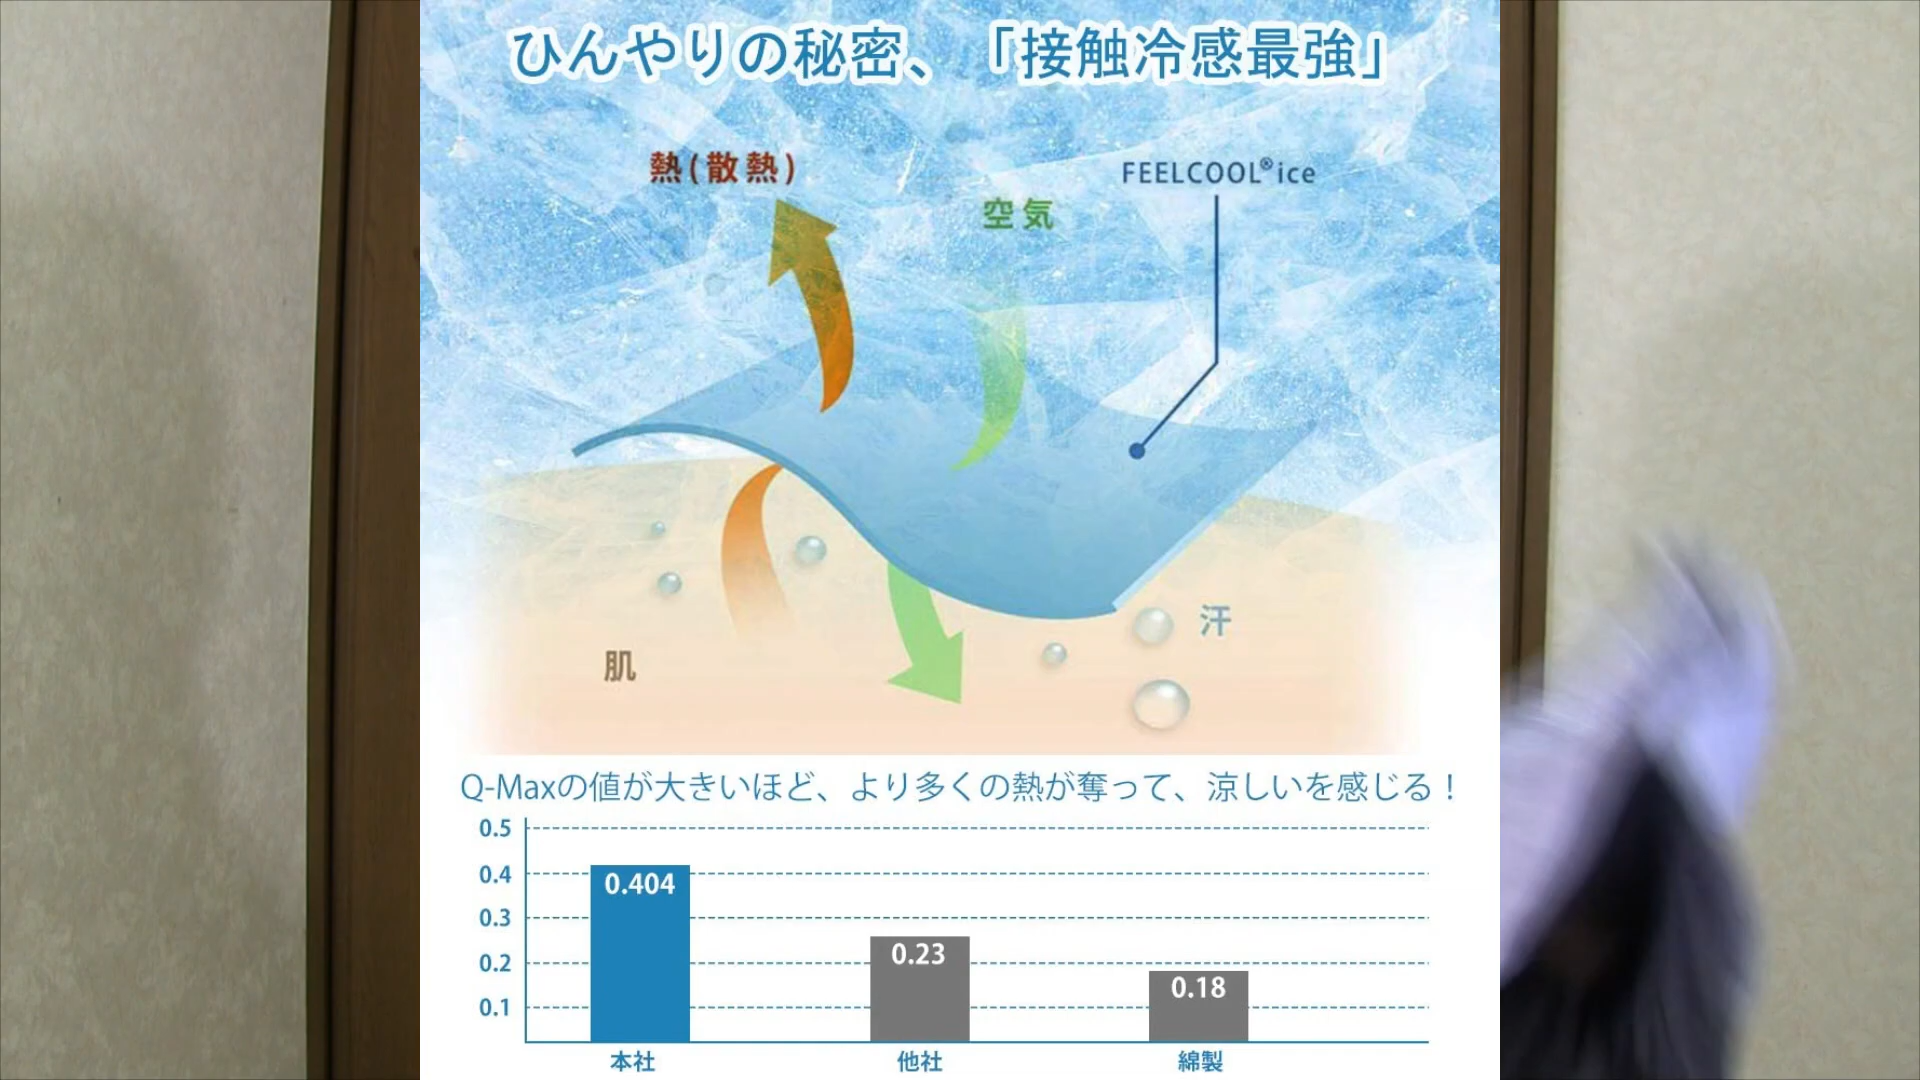 ひんやりの秘密、「接触冷感最強」
熱(散熱)
FEELCOOL®ice
空気
汗
肌
Q-Maxの値が大きいほど、より多くの熱が奪って、涼しいを感じる！
0.5
0.4
0.3
0.2
0.1
0.404
0.23
0.18
本社
他社
綿製